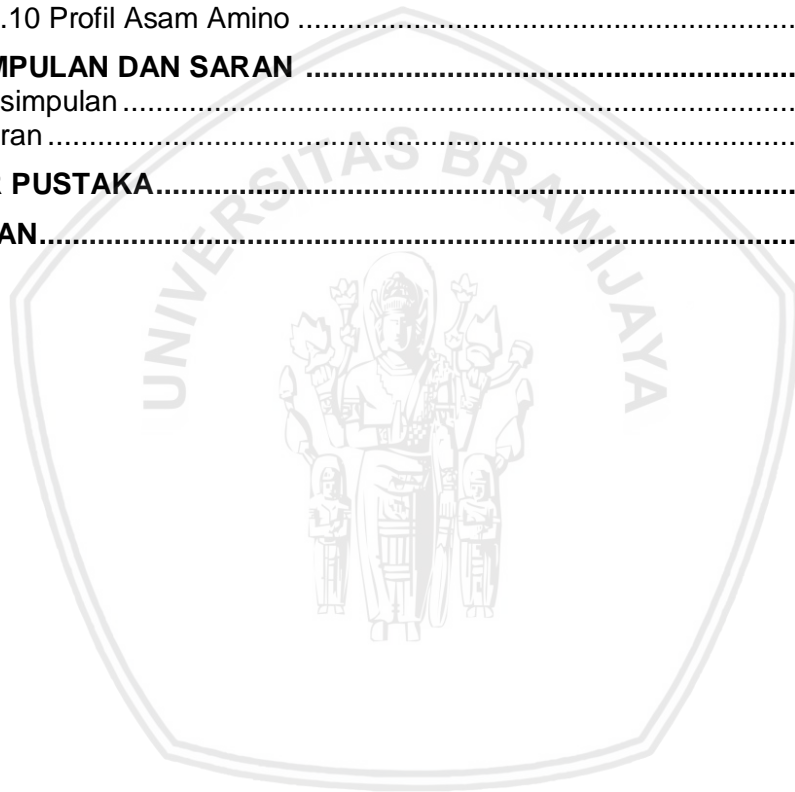 .10 Profil Asam Amino ............................................................
MPULAN DAN SARAN ............................................................
simpulan ............................................................
ran ............................................................
R PUSTAKA............................................................
AN............................................................
UNIVERSITAS BRAWIJAYA